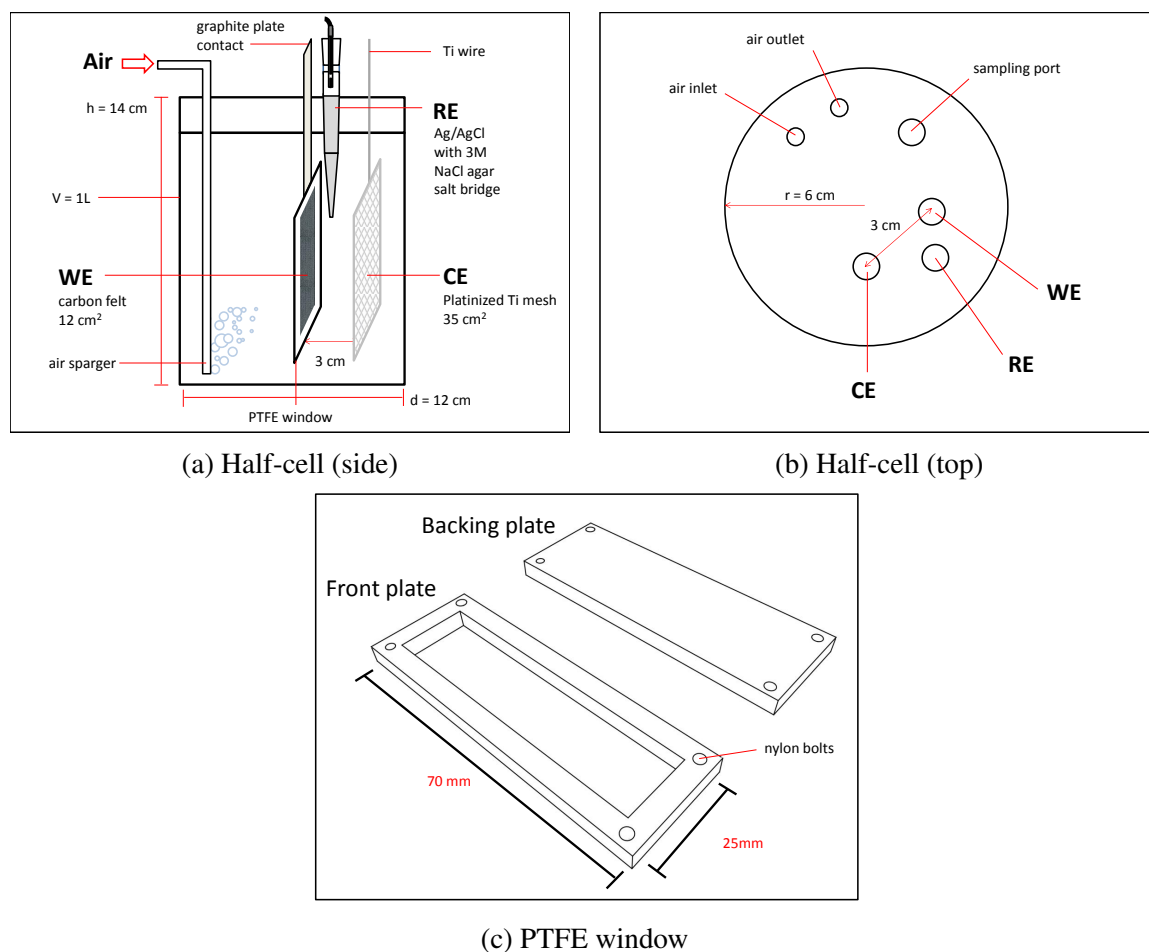 graphite plate
contact
Air
Ti wire
h = 14 cm
RE
Ag/AgCl
with 3M
NaCl agar
salt bridge
V = 1L
WE
carbon felt
12 cm²
CE
Platinized Ti mesh
35 cm²
air sparger
3 cm
d = 12 cm
PTFE window
(a) Half-cell (side)
air outlet
sampling port
air inlet
r = 6 cm
3 cm
WE
RE
CE
(b) Half-cell (top)
Backing plate
Front plate
nylon bolts
70 mm
25mm
(c) PTFE window